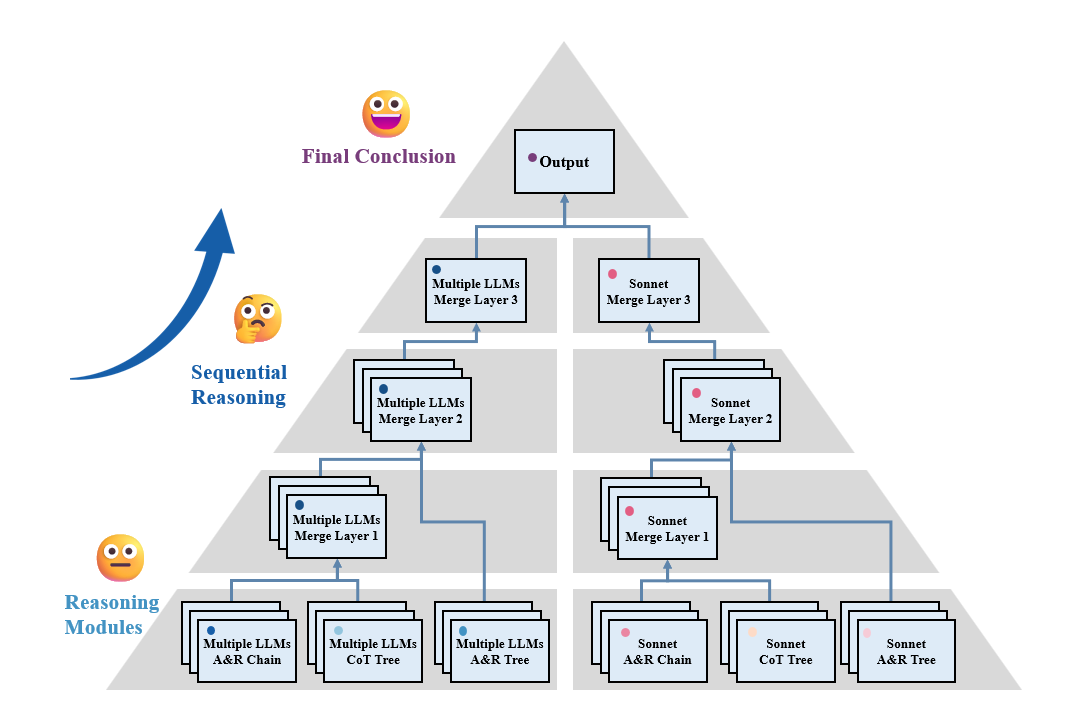 Final Conclusion
Output
Multiple LLMs
Merge Layer 3
Sonnet
Merge Layer 3
Sequential
Reasoning
Multiple LLMs
Merge Layer 2
Sonnet
Merge Layer 2
Multiple LLMs
Merge Layer 1
Sonnet
Merge Layer 1
Reasoning
Modules
Multiple LLMs
A&R Chain
Multiple LLMs
CoT Tree
Multiple LLMs
A&R Tree
Sonnet
A&R Chain
Sonnet
CoT Tree
Sonnet
A&R Tree